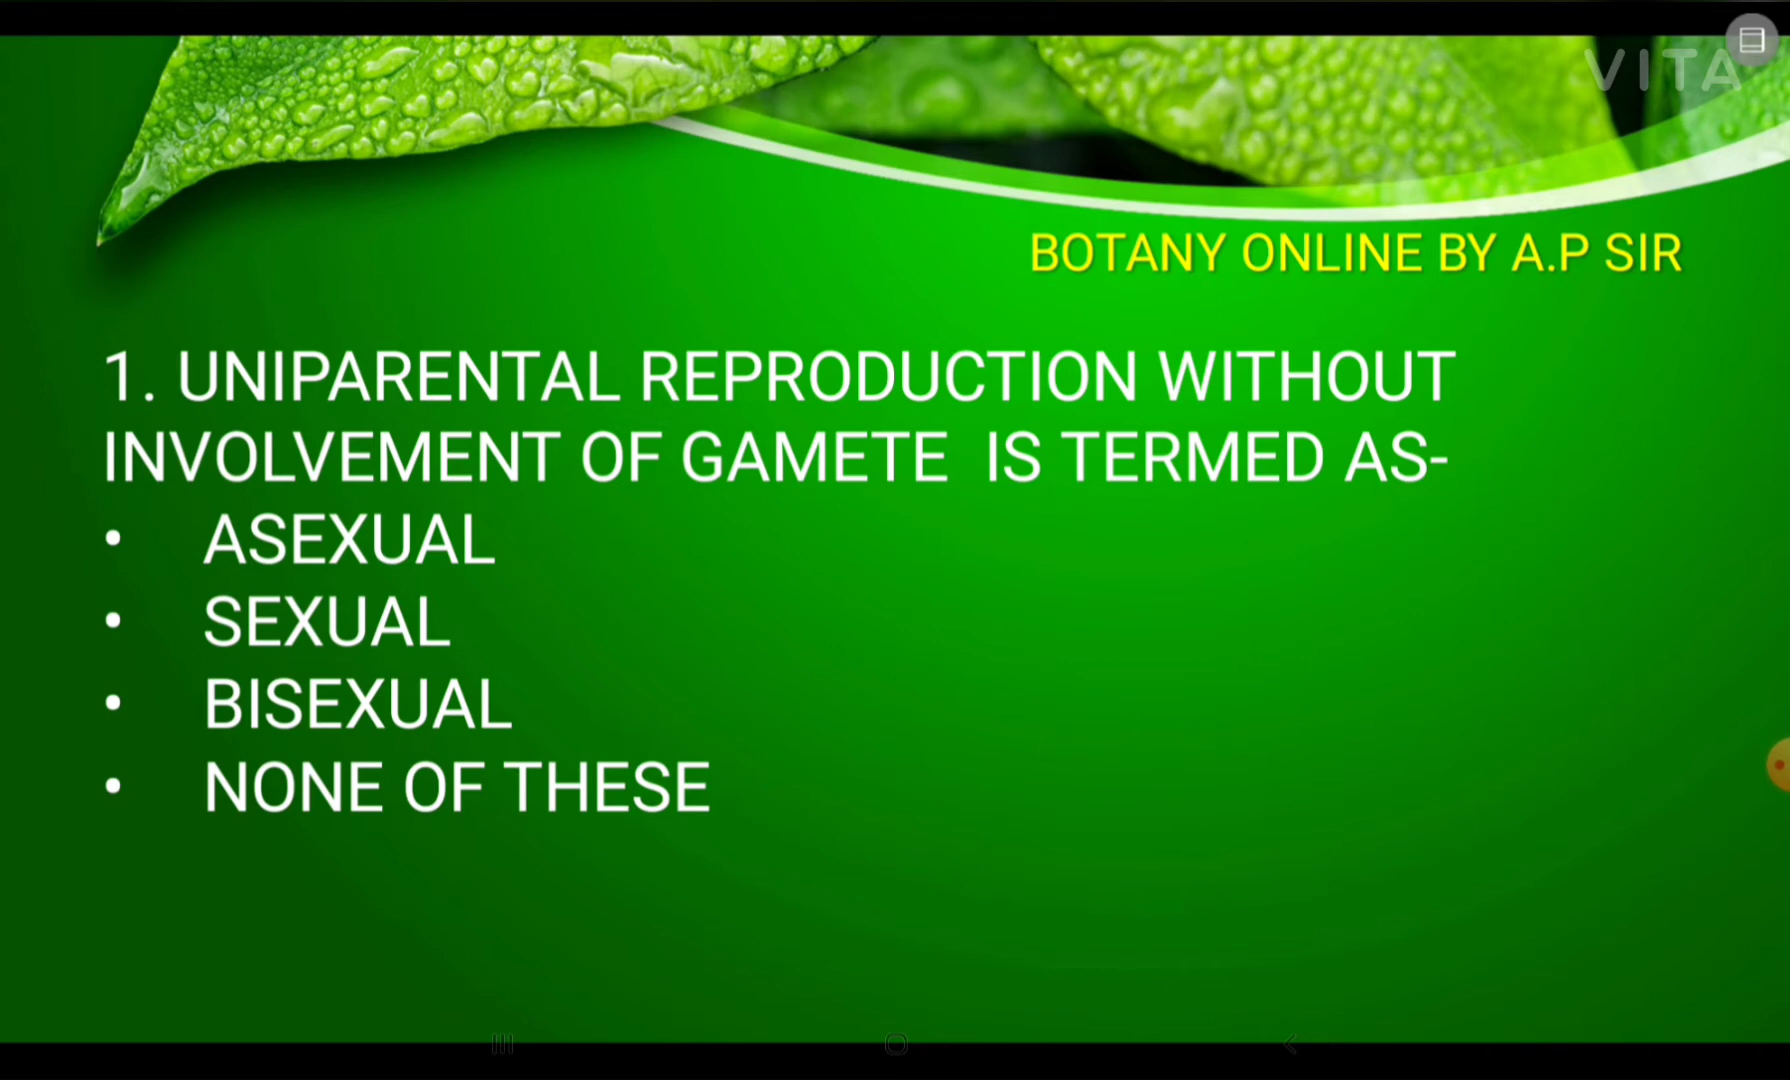 VITA
BOTANY ONLINE BY A.P SIR
1. UNIPARENTAL REPRODUCTION WITHOUT
INVOLVEMENT OF GAMETE IS TERMED AS-
• ASEXUAL
• SEXUAL
• BISEXUAL
• NONE OF THESE